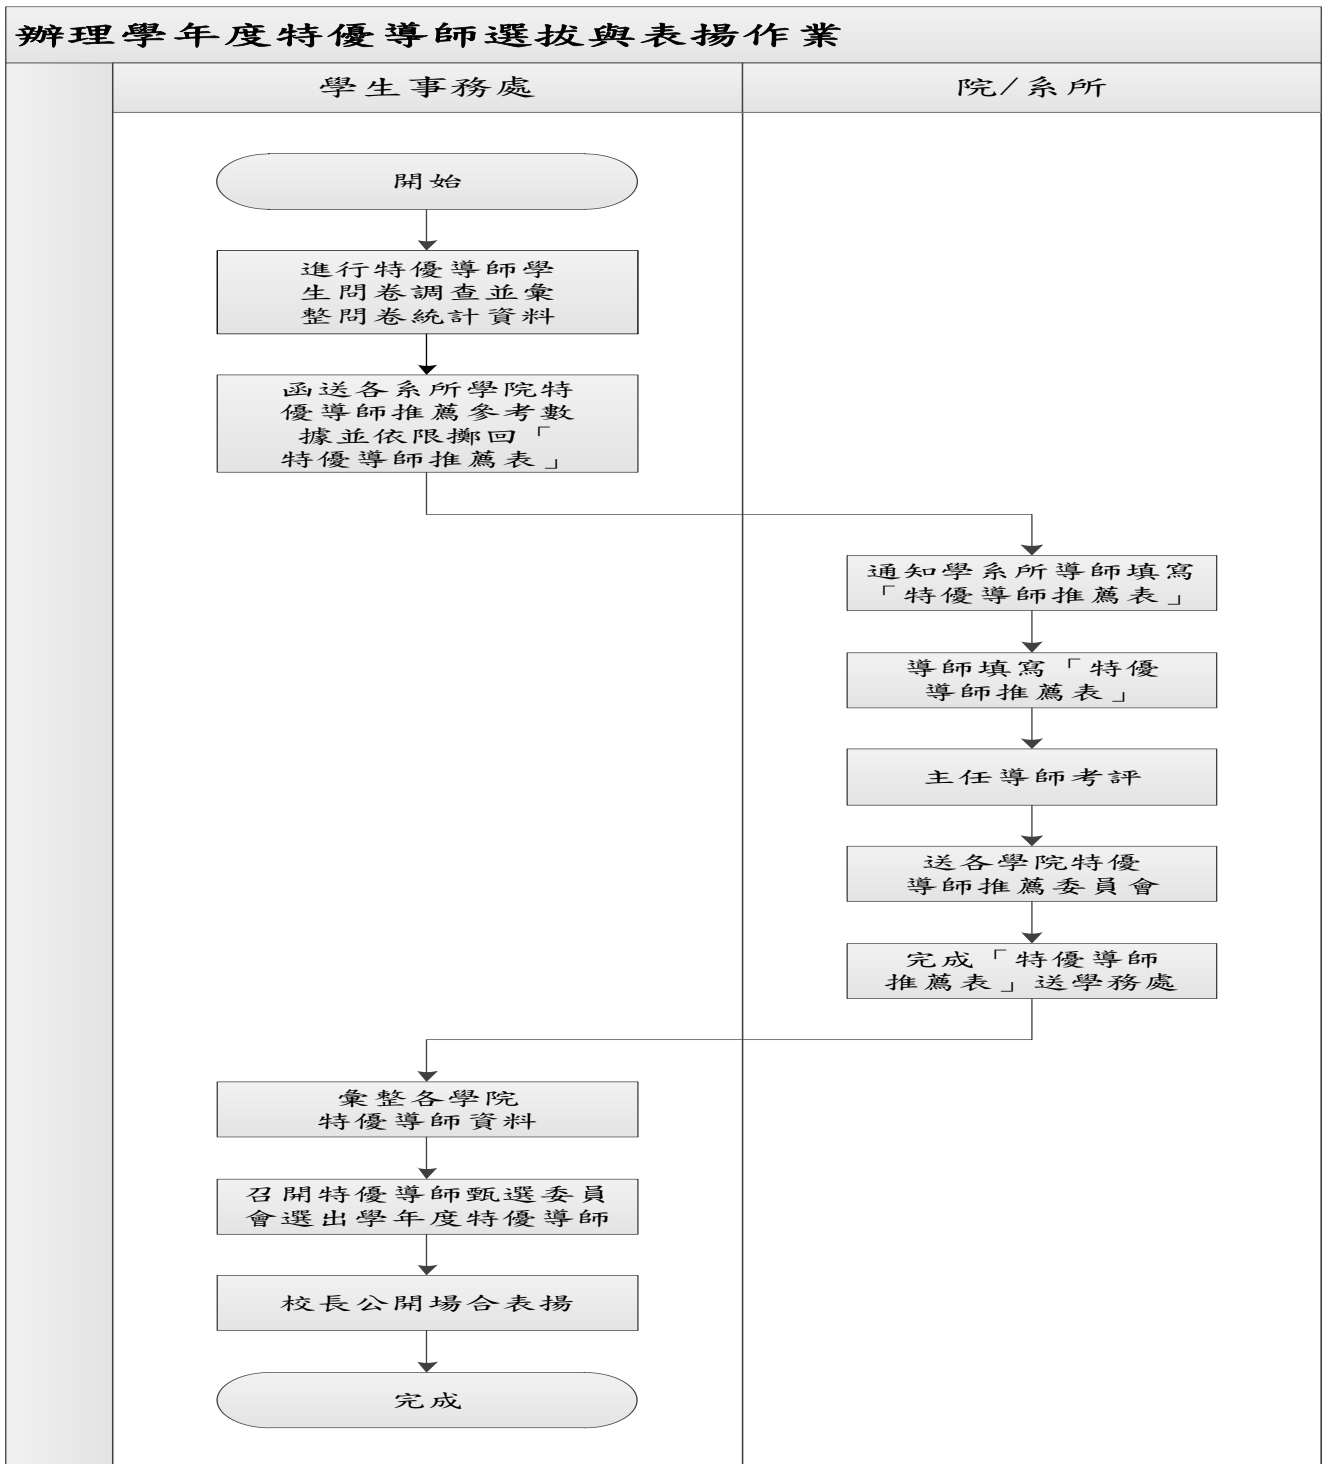 辦理學年度特優導師選拔與表揚作業
學生事務處
院/系所
開始
進行特優導師學
生問卷調查並彙
整問卷統計資料
函送各系所學院特
優導師推薦參考數
據並依限擲回「
特優導師推薦表」
通知學系所導師填寫
「特優導師推薦表」
導師填寫「特優
導師推薦表」
主任導師考評
送各學院特優
導師推薦委員會
完成「特優導師
推薦表」送學務處
彙整各學院
特優導師資料
召開特優導師甄選委員
會選出學年度特優導師
校長公開場合表揚
完成